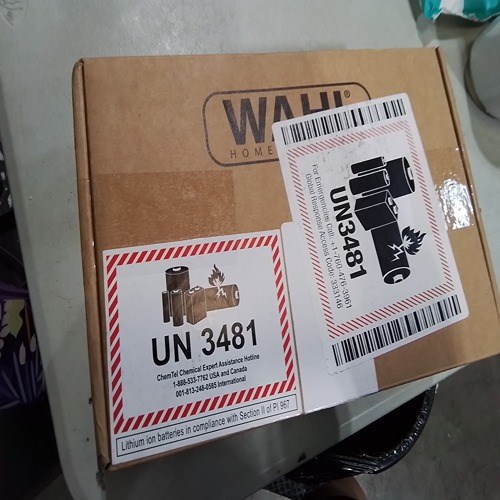 WAHL®
HOME
For Emergencies Call: +1-760-476-3961
Global Response Access Code: 333146
UN3481
UN 3481
ChemTel Chemical Expert Assistance Hotline
1-888-533-7762 USA and Canada
001-813-248-0585 International
Lithium ion batteries in compliance with Section II of PI 967